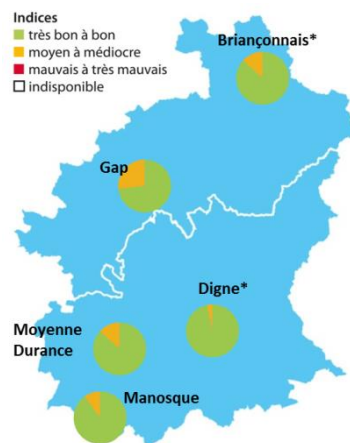 Indices
très bon à bon
moyen à médiocre
mauvais à très mauvais
indisponible
Briançonnais*
Gap
Digne*
Moyenne
Durance
Manosque